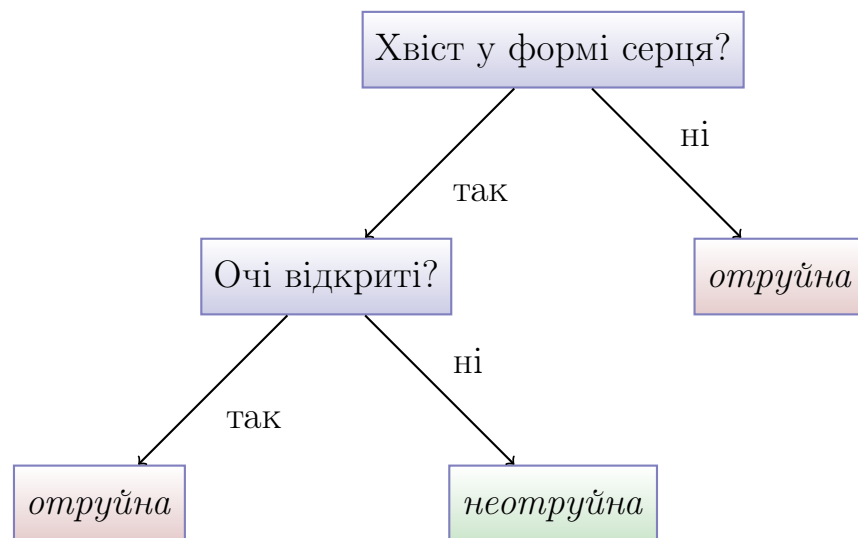 Хвіст у формі серця?
ні
так
Очі відкриті?
отруйна
ні
так
отруйна
неотруйна